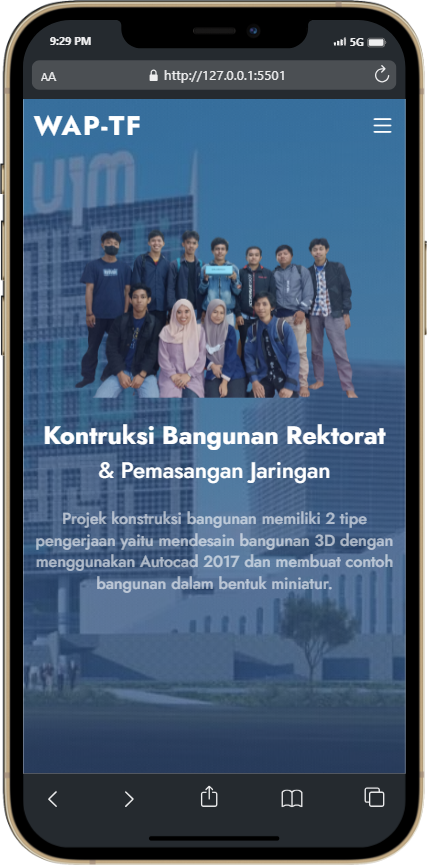 9:29 PM
5G
AA
http://127.0.0.1:5501
WAP-TF
UTM
Kontruksi Bangunan Rektorat
& Pemasangan Jaringan
Projek konstruksi bangunan memiliki 2 tipe
pengerjaan yaitu mendesain bangunan 3D dengan
menggunakan Autocad 2017 dan membuat contoh
bangunan dalam bentuk miniatur.